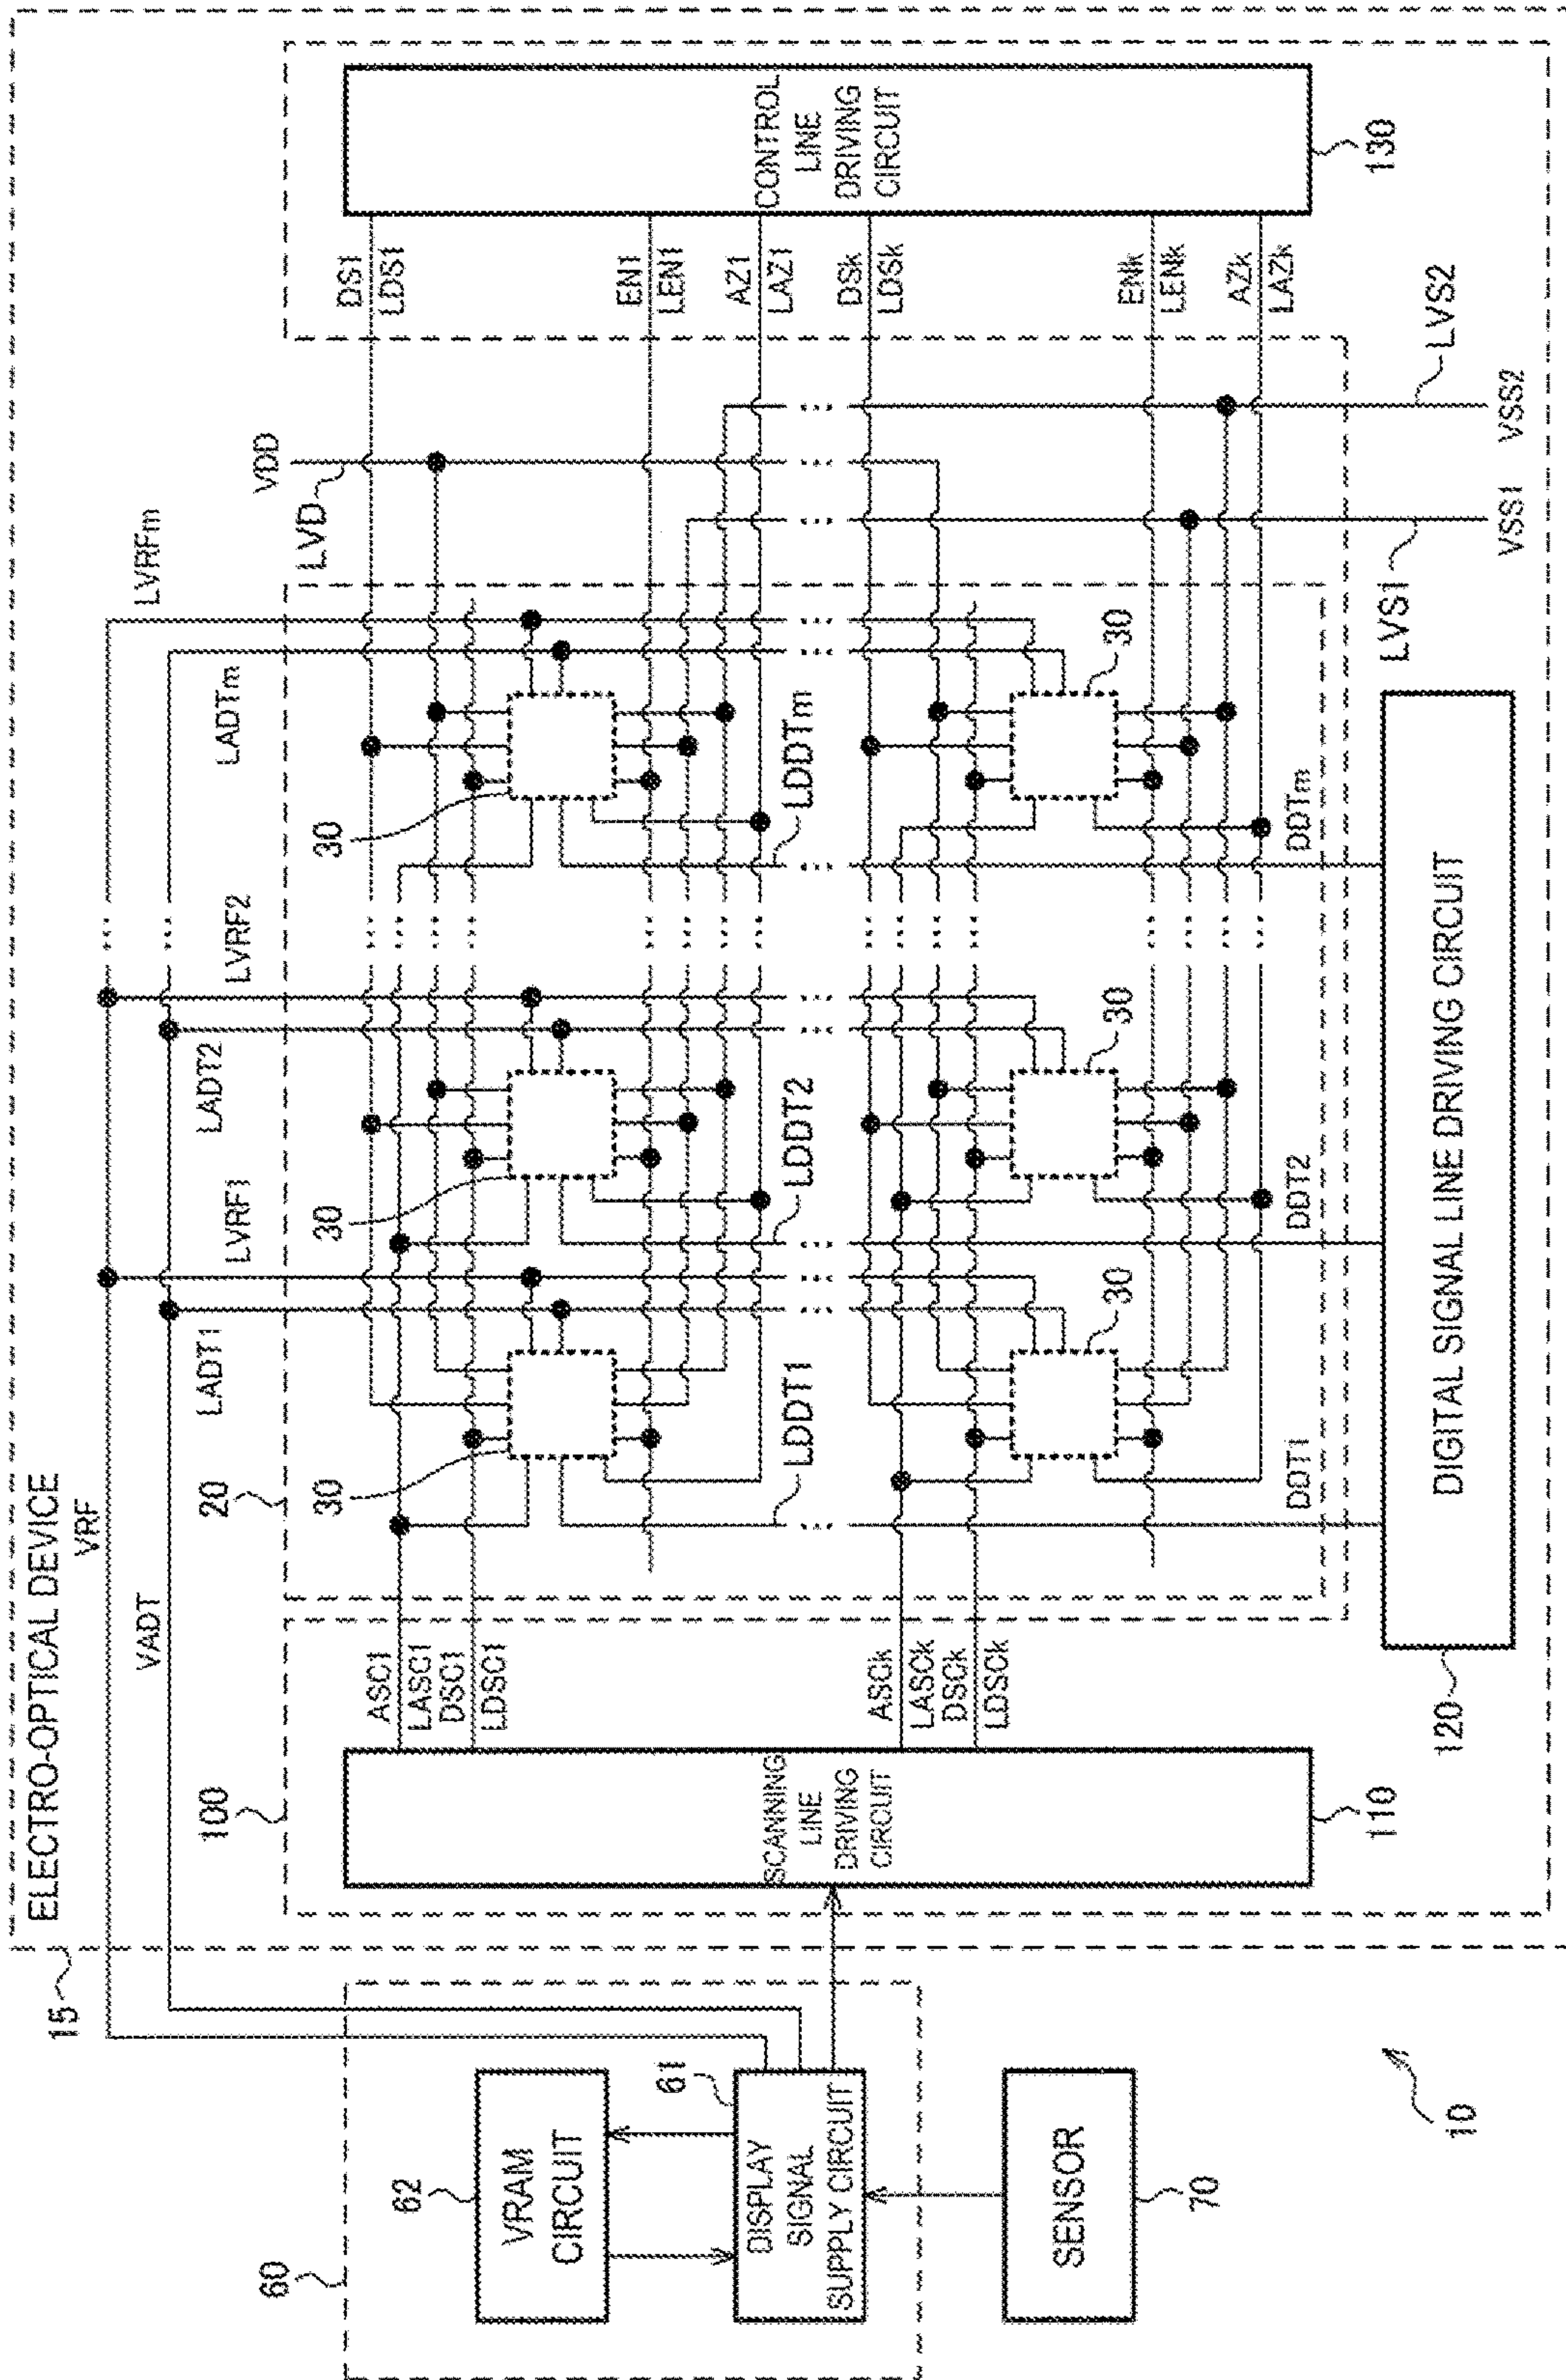 ELECTRO-OPTICAL DEVICE
15
VRF
VADT
LADT1
LVRF1
LADT2
LVRF2
LADTm
LVRFm
VDD
LVD
100
20
60
62
VRAM
CIRCUIT
61
DISPLAY
SIGNAL
SUPPLY CIRCUIT
SENSOR
70
10
SCANNING
LINE
DRIVING
CIRCUIT
110
ASC1
LASC1
DSC1
LDSC1
ASCk
LASCk
DSCk
LDSCk
30
30
30
LDDT1
LDDT2
LDDTm
30
30
30
DDT1
DDT2
DDTm
DS1
LDS1
EN1
LEN1
AZ1
LAZ1
DSk
LDSk
ENk
LENk
AZk
LAZk
CONTROL
LINE
DRIVING
CIRCUIT
130
LVS1
VSS1
LVS2
VSS2
120
DIGITAL SIGNAL LINE DRIVING CIRCUIT